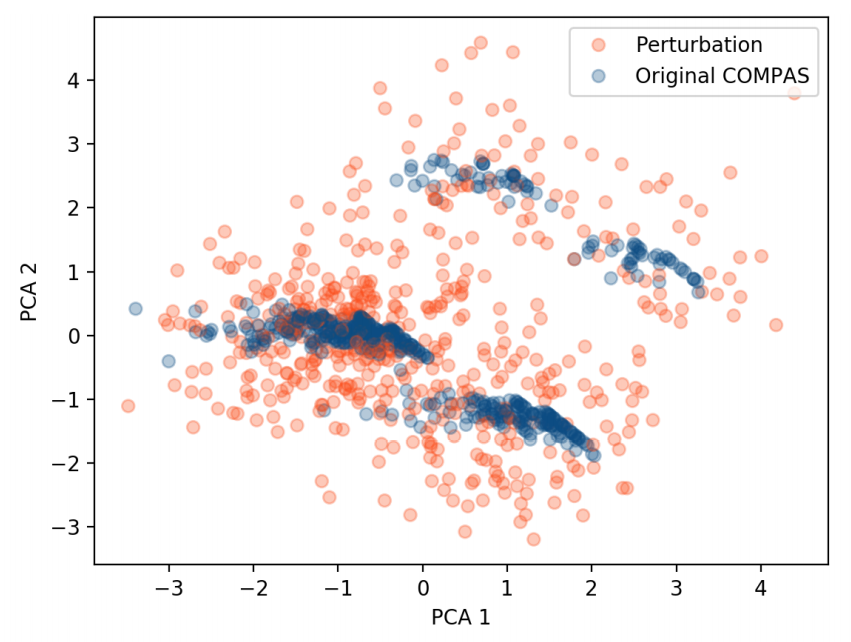 Perturbation
Original COMPAS
4
3
2
1
0
−1
−2
−3
PCA 2
−3 −2 −1 0 1 2 3 4
PCA 1